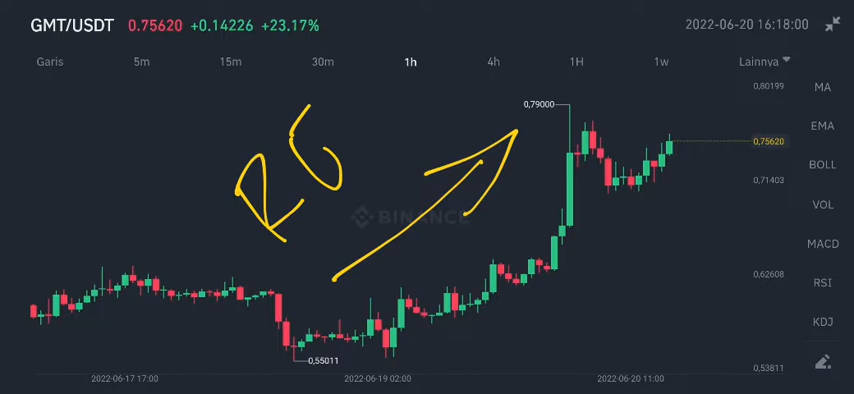 GMT/USDT 0.75620 +0.14226 +23.17% 2022-06-20 16:18:00
Garis 5m 15m 30m 1h 4h 1H 1w Lainnya
0,80199
MA
0,79000
EMA
0,75620
BOLL
0,71403
VOL
BINANCE
MACD
0,62608
RSI
KDJ
0,55011
0,53811
2022-06-17 17:00 2022-06-19 02:00 2022-06-20 11:00